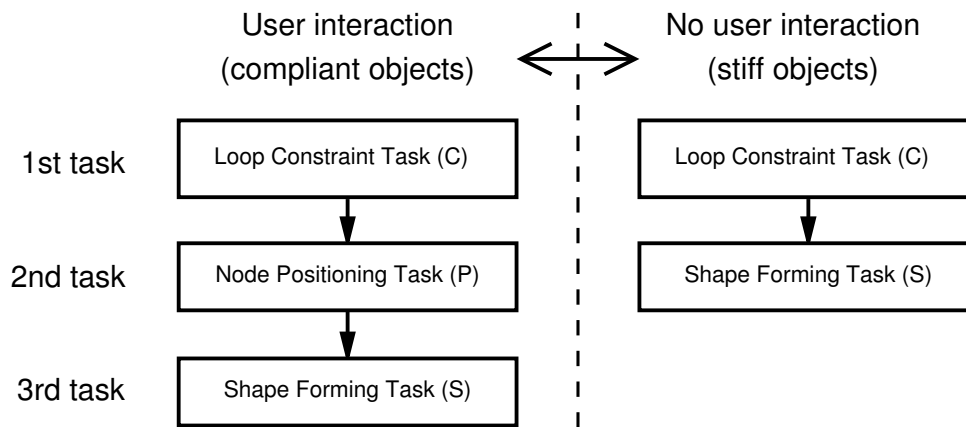 User interaction
(compliant objects)
No user interaction
(stiff objects)
1st task
Loop Constraint Task (C)
Loop Constraint Task (C)
2nd task
Node Positioning Task (P)
Shape Forming Task (S)
3rd task
Shape Forming Task (S)